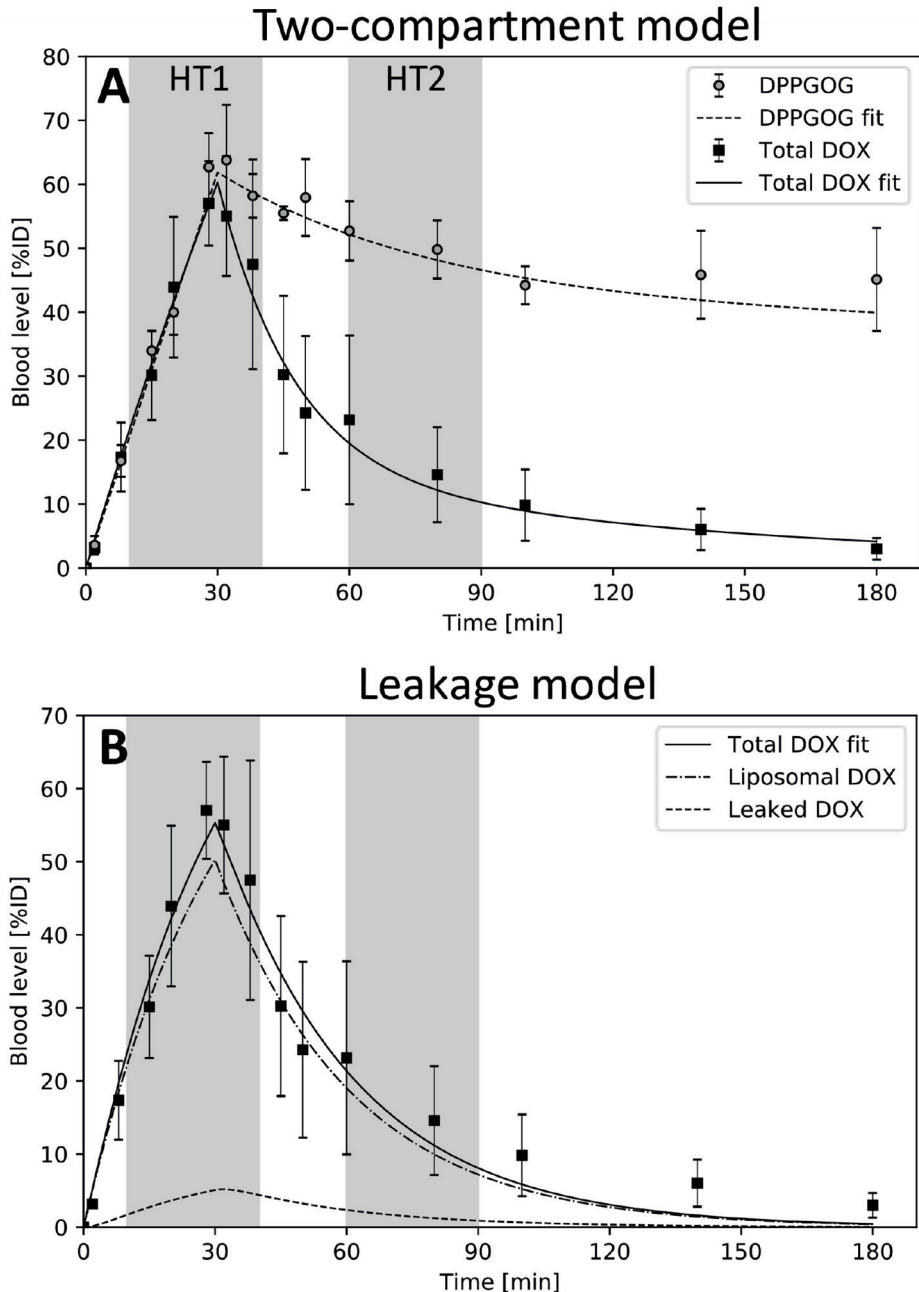 Two-compartment model
A
HT1
HT2
DPPGOG
DPPGOG fit
Total DOX
Total DOX fit
Blood level [%ID]
80
70
60
50
40
30
20
10
0
0 30 60 90 120 150 180
Time [min]
Leakage model
B
Total DOX fit
Liposomal DOX
Leaked DOX
Blood level [%ID]
70
60
50
40
30
20
10
0
0 30 60 90 120 150 180
Time [min]